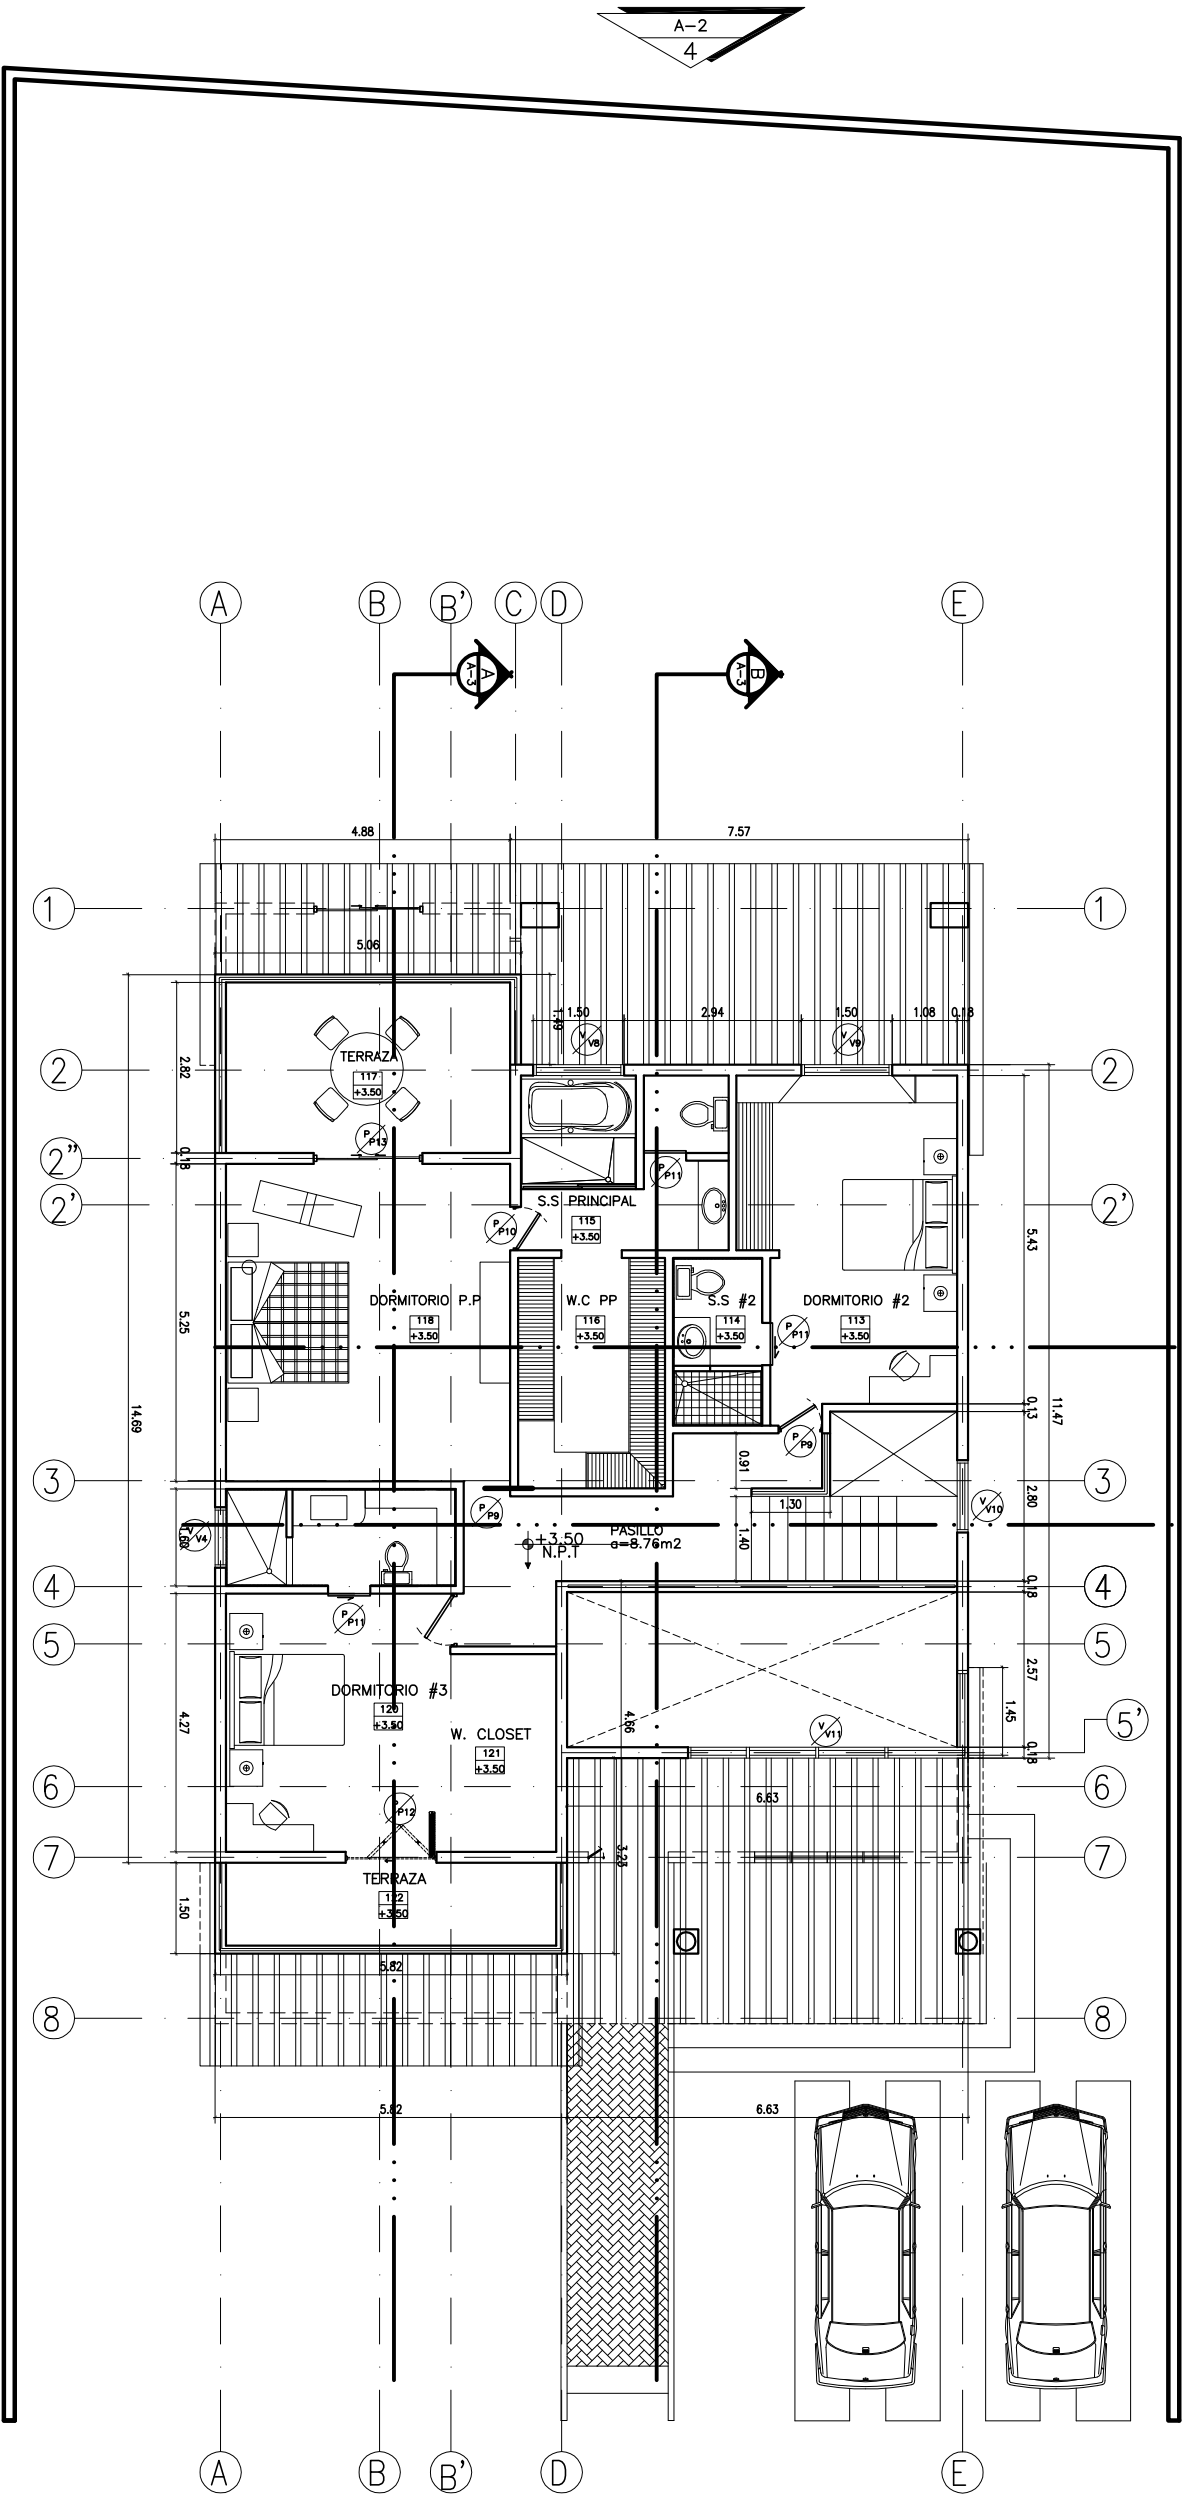 A-2
4
A
B
B'
C
D
E
A
A-3
B
A-3
4.88
7.57
1
1
5.06
1.49
1.50
2.94
1.50
1.08
0.18
V
V8
V
V9
TERRAZA
117
+3.50
2
2
2.82
P
P13
2"
0.18
P
P11
2'
2'
S.S PRINCIPAL
115
+3.50
P
P10
5.43
5.25
DORMITORIO P.P
118
+3.50
W.C PP
116
+3.50
S.S #2
114
+3.50
DORMITORIO #2
113
+3.50
P
P11
14.69
11.47
0.13
P
P9
0.91
3
3
2.80
1.30
P
P9
V
V10
V
V4
1.60
+3.50
N.P.T
PASILLO
a=8.76m2
1.40
4
4
0.18
P
P11
5
5
2.57
DORMITORIO #3
120
+3.50
4.27
W. CLOSET
121
+3.50
4.66
V
V11
1.45
5'
0.18
6
6
6.63
P
P12
7
7
3.23
TERRAZA
122
+3.50
1.50
5.82
8
8
5.82
6.63
A
B
B'
D
E